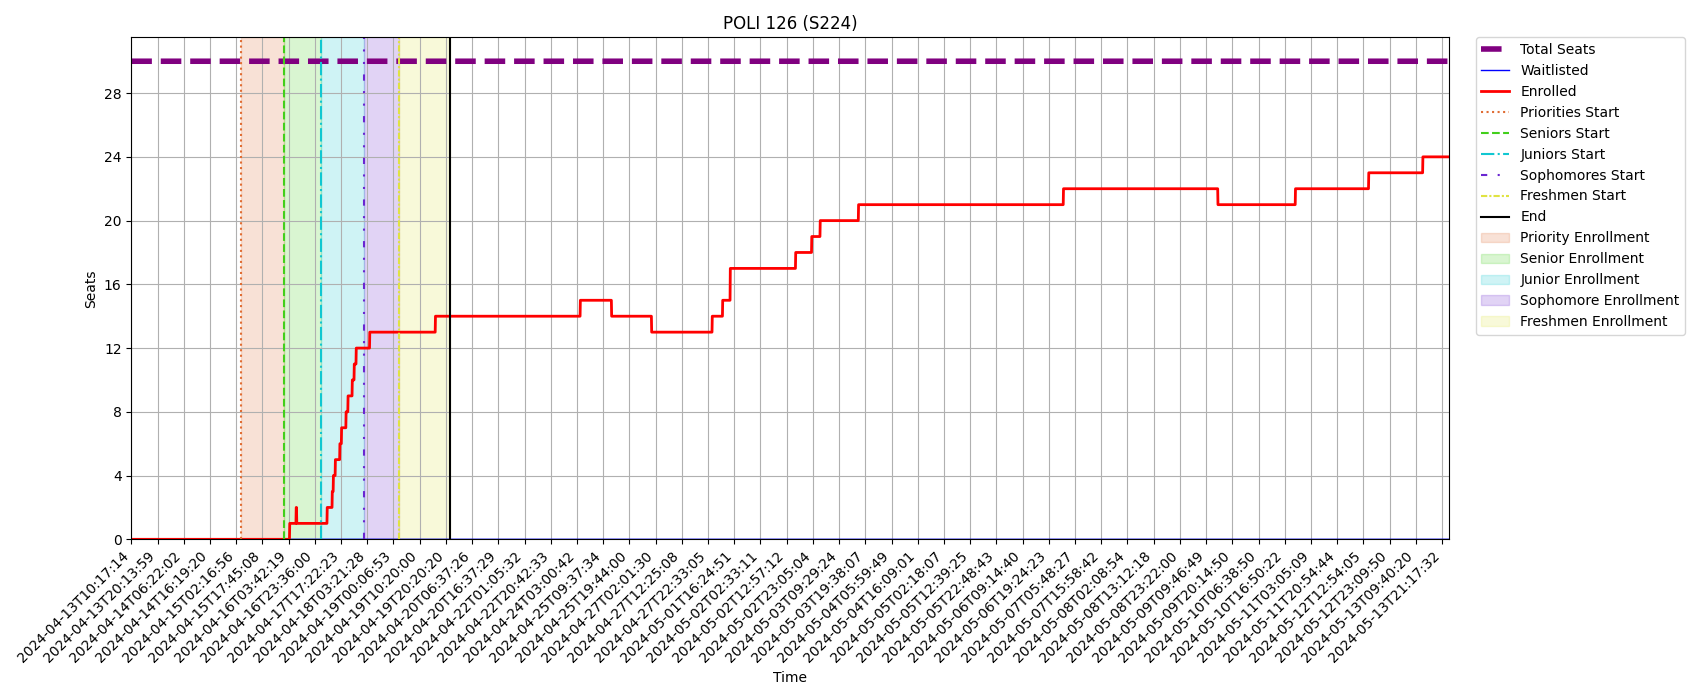 POLI 126 (S224)
Total Seats
Waitlisted
Enrolled
Priorities Start
Seniors Start
Juniors Start
Sophomores Start
Freshmen Start
End
Priority Enrollment
Senior Enrollment
Junior Enrollment
Sophomore Enrollment
Freshmen Enrollment
Seats
28
24
20
16
12
8
4
0
2024-04-13T10:17:14
2024-04-13T20:13:59
2024-04-14T06:22:02
2024-04-14T16:19:20
2024-04-15T02:16:56
2024-04-15T17:45:08
2024-04-16T03:42:19
2024-04-16T23:36:00
2024-04-17T17:22:23
2024-04-18T03:21:28
2024-04-19T00:06:53
2024-04-19T10:20:00
2024-04-19T20:20:20
2024-04-20T06:37:26
2024-04-20T16:37:29
2024-04-22T01:05:32
2024-04-22T20:42:33
2024-04-24T03:00:42
2024-04-25T09:37:34
2024-04-25T19:44:00
2024-04-27T02:01:30
2024-04-27T12:25:08
2024-04-27T22:33:05
2024-05-01T16:24:51
2024-05-02T02:33:11
2024-05-02T12:57:12
2024-05-02T23:05:04
2024-05-03T09:29:24
2024-05-03T19:38:07
2024-05-04T05:59:49
2024-05-04T16:09:01
2024-05-05T02:18:07
2024-05-05T12:39:25
2024-05-05T22:48:43
2024-05-06T09:14:40
2024-05-06T19:24:23
2024-05-07T05:48:27
2024-05-07T15:58:42
2024-05-08T02:08:54
2024-05-08T13:12:18
2024-05-08T23:22:00
2024-05-09T09:46:49
2024-05-09T20:14:50
2024-05-10T06:38:50
2024-05-10T16:50:22
2024-05-11T03:05:09
2024-05-11T20:54:44
2024-05-12T12:54:05
2024-05-12T23:09:50
2024-05-13T09:40:20
2024-05-13T21:17:32
Time